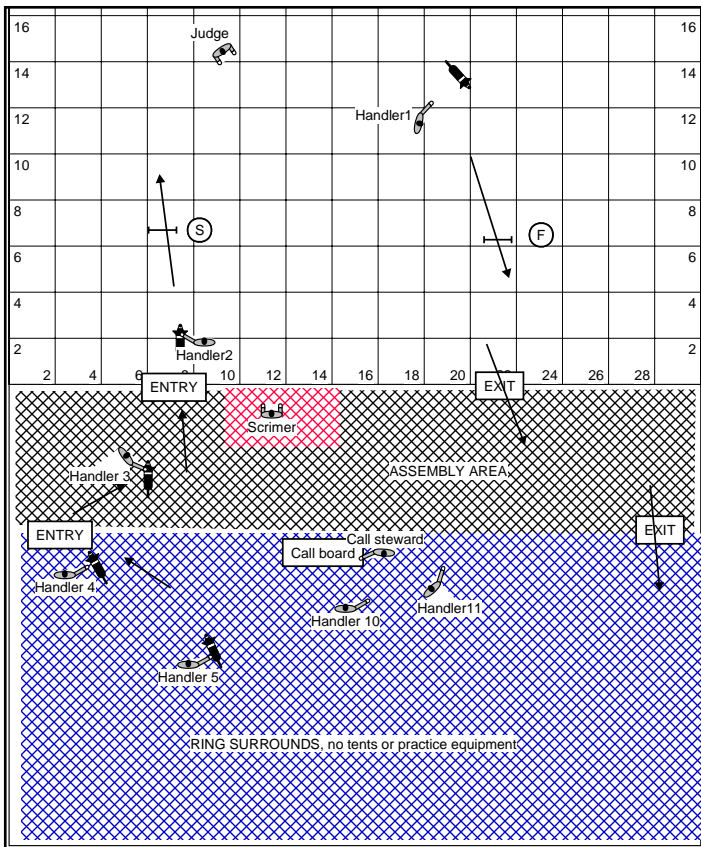 16 16
Judge
14 14
Handler1
12 12
10 10
8 8
S
F
6 6
4 4
2 2
Handler2
2 4 6 8 10 12 14 16 18 20 22 24 26 28
ENTRY EXIT
Scrimer
Handler 3
ASSEMBLY AREA
ENTRY EXIT
Call steward
Call board
Handler 4
Handler 10 Handler11
Handler 5
RING SURROUNDS, no tents or practice equipment